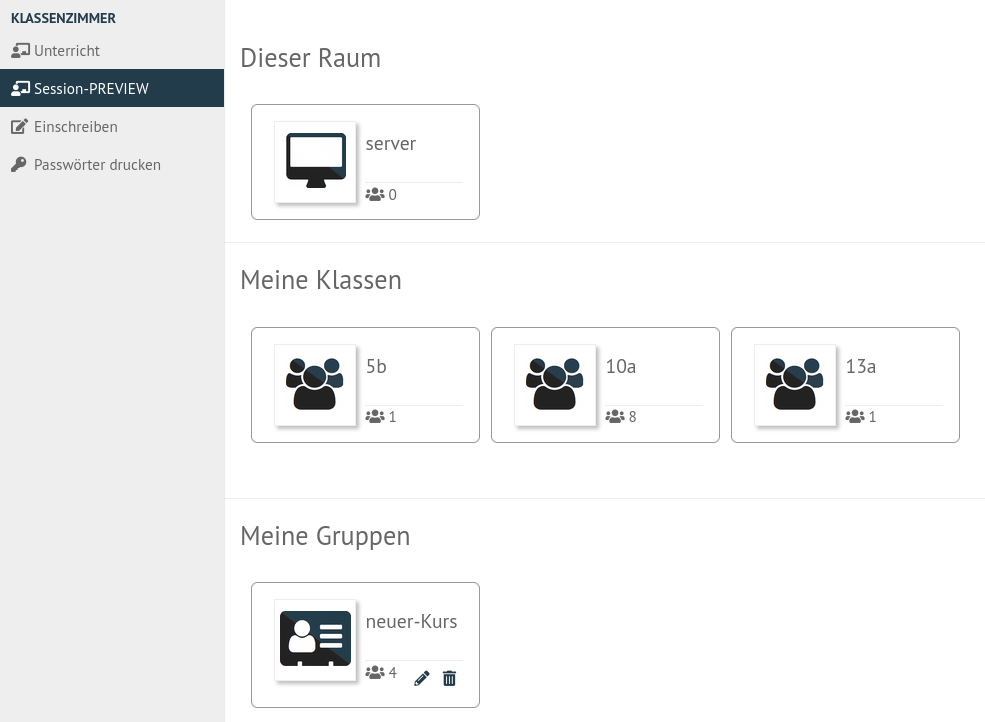 KLASSENZIMMER
Unterricht
Session-PREVIEW
Einschreiben
Passwörter drucken
Dieser Raum
server
0
Meine Klassen
5b
1
10a
8
13a
1
Meine Gruppen
neuer-Kurs
4